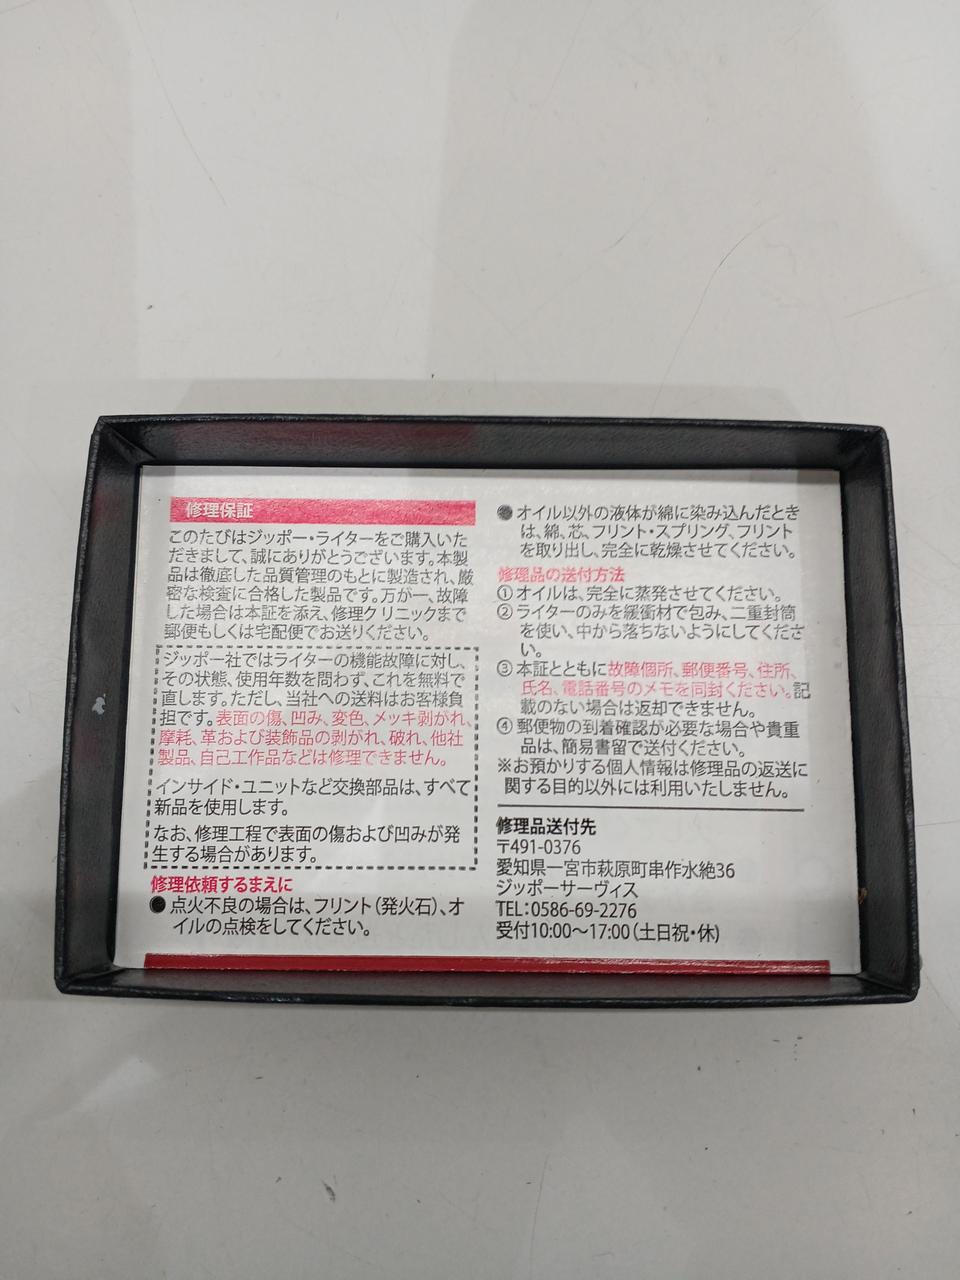 修理保証
このたびはジッポー・ライターをご購入いた
だきまして、誠にありがとうございます。本製
品は徹底した品質管理のもとに製造され、厳
密な検査に合格した製品です。万が一、故障
した場合は本証を添え、修理クリニックまで
郵便もしくは宅配便でお送りください。
ジッポー社ではライターの機能故障に対し、
その状態、使用年数を問わず、これを無料で
直します。ただし、当社への送料はお客様負
担です。表面の傷、凹み、変色、メッキ剥がれ、
摩耗、革および装飾品の剥がれ、破れ、他社
製品、自己工作品などは修理できません。
インサイド・ユニットなど交換部品は、すべて
新品を使用します。
なお、修理工程で表面の傷および凹みが発
生する場合があります。
修理依頼するまえに
●点火不良の場合は、フリント(発火石)、オ
イルの点検をしてください。
●オイル以外の液体が綿に染み込んだとき
は、綿、芯、フリント・スプリング、フリント
を取り出し、完全に乾燥させてください。
修理品の送付方法
①オイルは、完全に蒸発させてください。
②ライターのみを緩衝材で包み、二重封筒
を使い、中から落ちないようにしてくださ
い。
③本証とともに故障個所、郵便番号、住所、
氏名、電話番号のメモを同封ください。記
載のない場合は返却できません。
④郵便物の到着確認が必要な場合や貴重
品は、簡易書留で送付ください。
※お預かりする個人情報は修理品の返送に
関する目的以外には利用いたしません。
修理品送付先
〒491-0376
愛知県一宮市萩原町串作水絶36
ジッポーサーヴィス
TEL:0586-69-2276
受付10:00～17:00(土日祝・休)